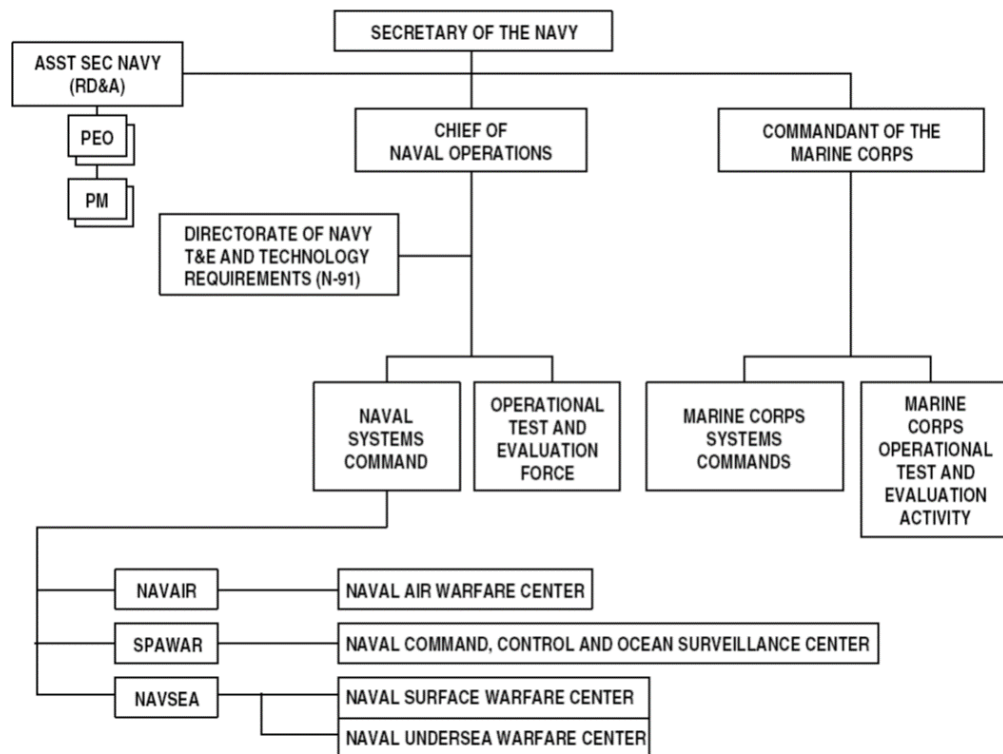 SECRETARY OF THE NAVY
ASST SEC NAVY
(RD&A)
PEO
PM
CHIEF OF
NAVAL OPERATIONS
COMMANDANT OF THE
MARINE CORPS
DIRECTORATE OF NAVY
T&E AND TECHNOLOGY
REQUIREMENTS (N-91)
NAVAL
SYSTEMS
COMMAND
OPERATIONAL
TEST AND
EVALUATION
FORCE
MARINE CORPS
SYSTEMS
COMMANDS
MARINE
CORPS
OPERATIONAL
TEST AND
EVALUATION
ACTIVITY
NAVAIR
NAVAL AIR WARFARE CENTER
SPAWAR
NAVAL COMMAND, CONTROL AND OCEAN SURVEILLANCE CENTER
NAVSEA
NAVAL SURFACE WARFARE CENTER
NAVAL UNDERSEA WARFARE CENTER